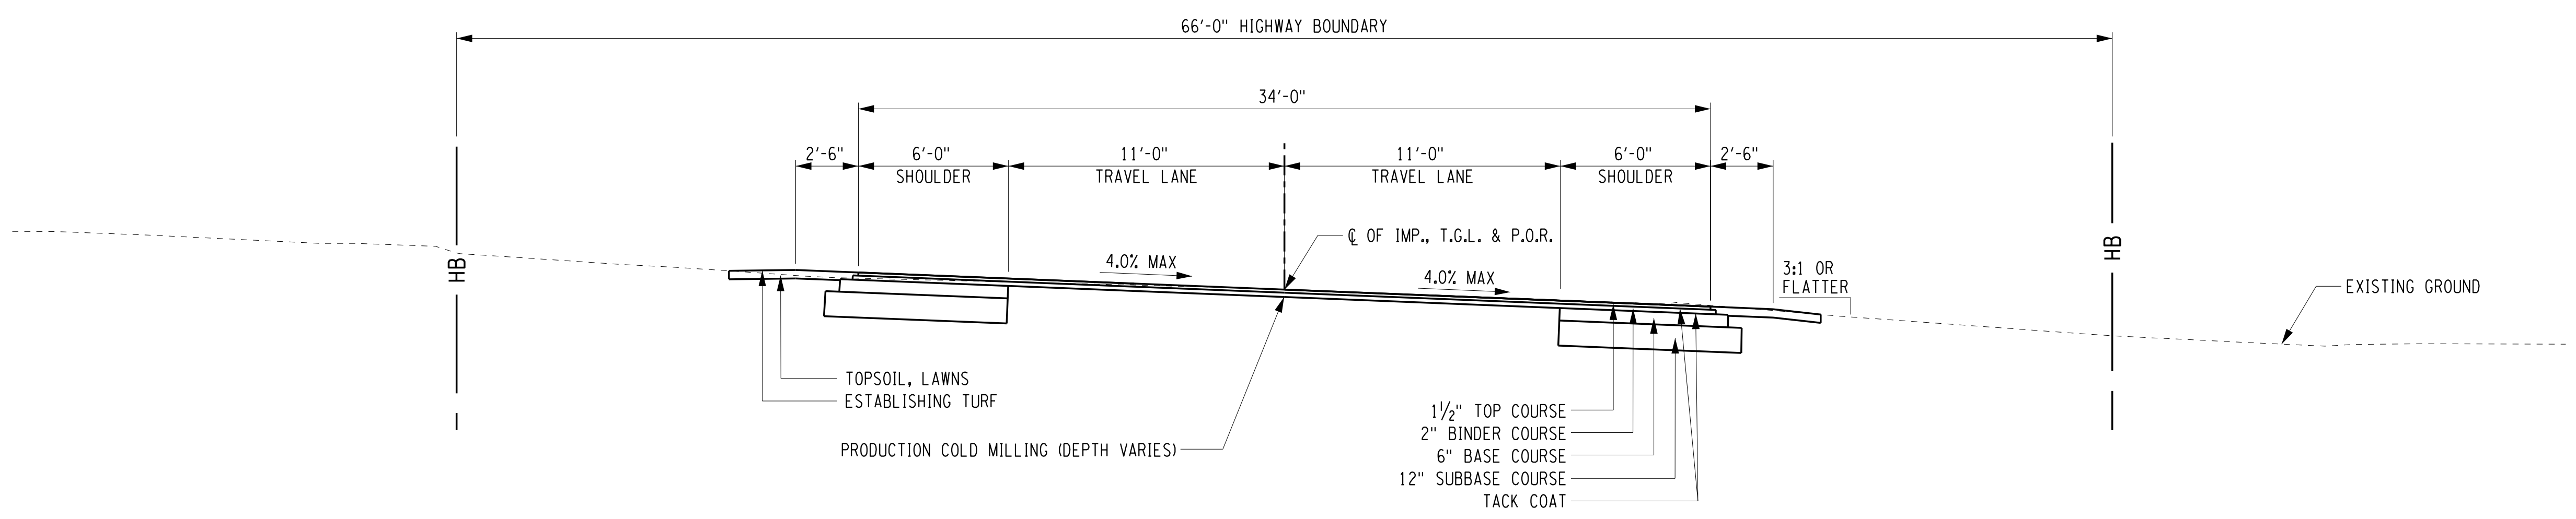 66'-0" HIGHWAY BOUNDARY
34'-0"
2'-6"
6'-0"
SHOULDER
11'-0"
TRAVEL LANE
11'-0"
TRAVEL LANE
6'-0"
SHOULDER
2'-6"
℄ OF IMP., T.G.L. & P.O.R.
HB
HB
4.0% MAX
4.0% MAX
3:1 OR
FLATTER
EXISTING GROUND
TOPSOIL, LAWNS
ESTABLISHING TURF
PRODUCTION COLD MILLING (DEPTH VARIES)
1½" TOP COURSE
2" BINDER COURSE
6" BASE COURSE
12" SUBBASE COURSE
TACK COAT